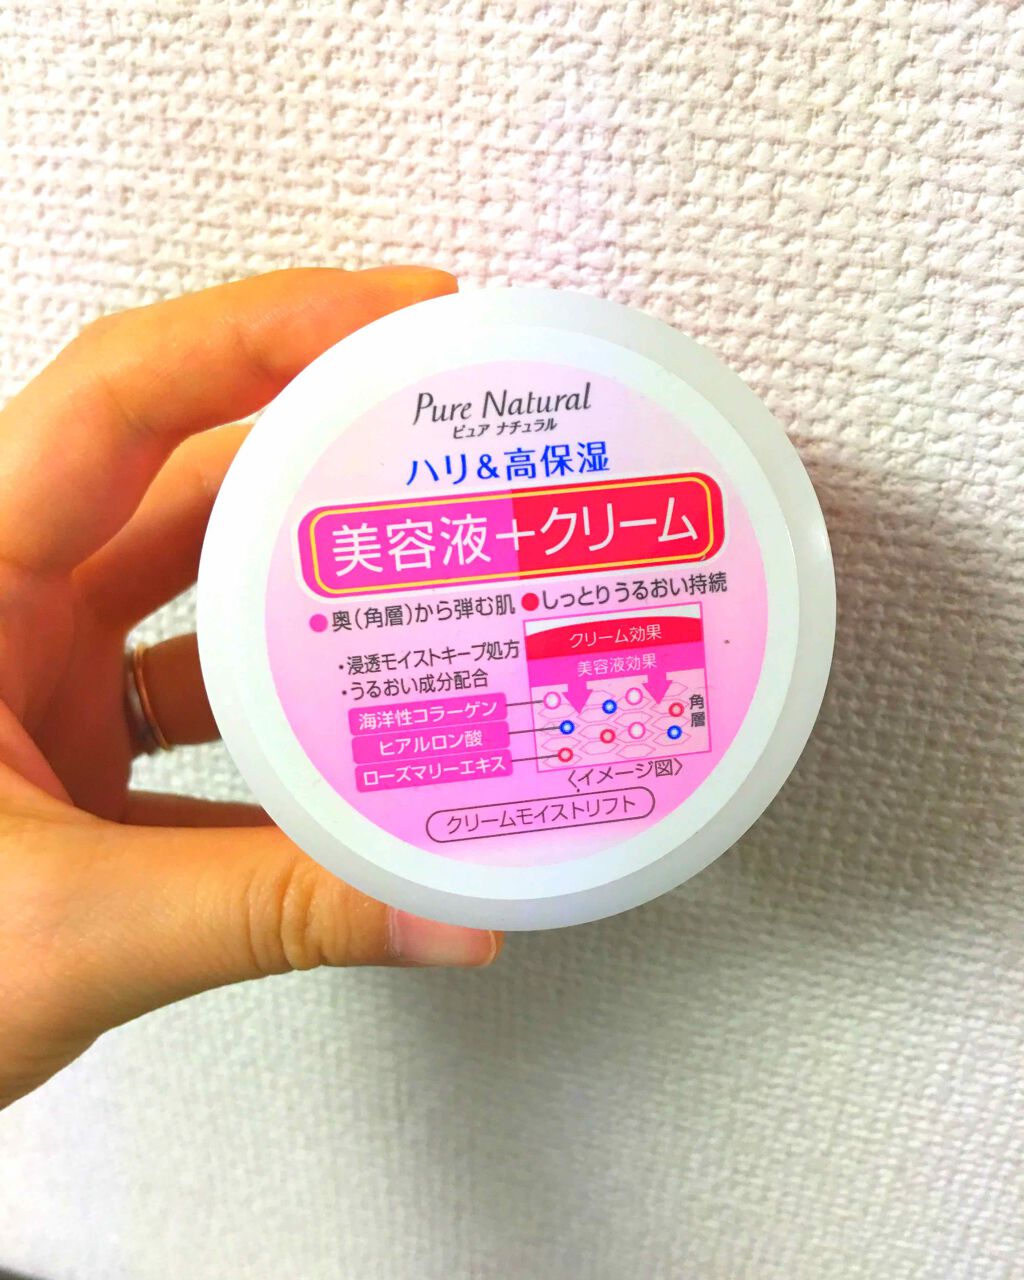 Pure Natural
ピュア ナチュラル
ハリ&高保湿
美容液+クリーム
●奥(角層)から弾む肌 ●しっとりうるおい持続
・浸透モイストキープ処方
・うるおい成分配合
海洋性コラーゲン
ヒアルロン酸
ローズマリーエキス
クリーム効果
美容液効果
角層
〈イメージ図〉
クリームモイストリフト